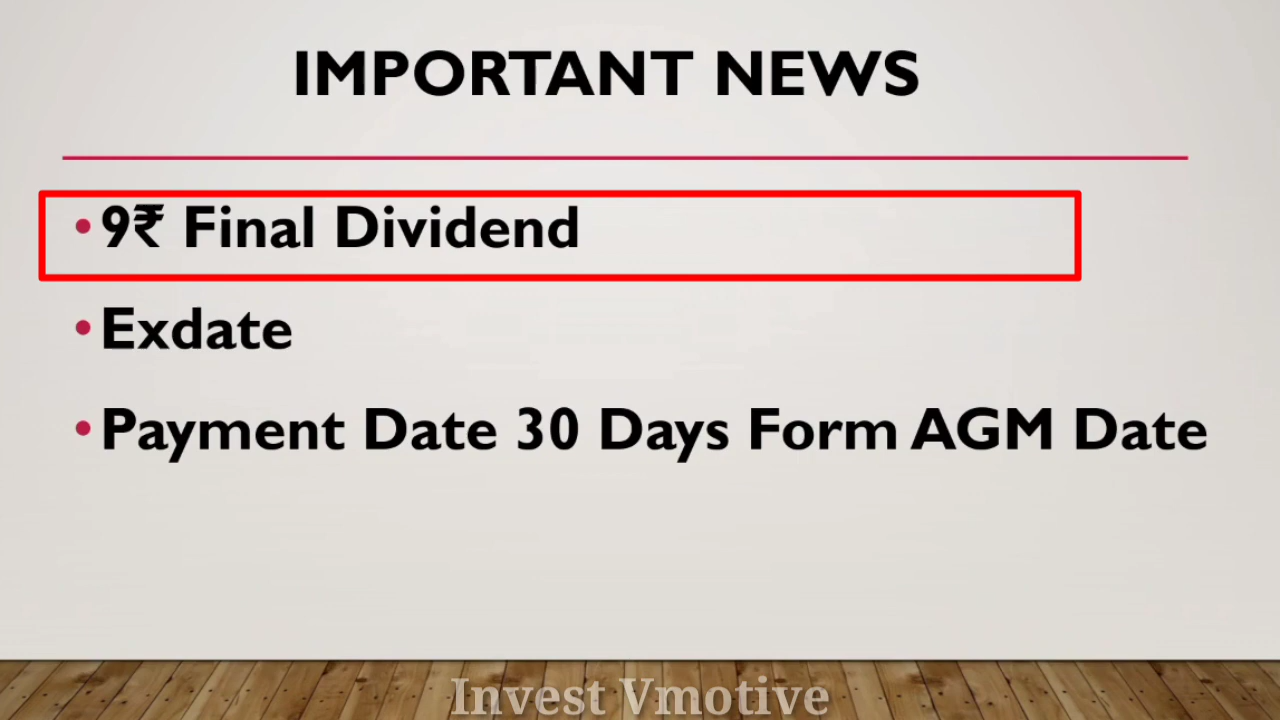 IMPORTANT NEWS
•9₹ Final Dividend
•Exdate
•Payment Date 30 Days Form AGM Date
Invest Vmotive